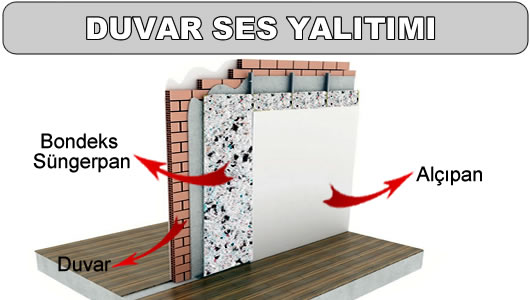 DUVAR SES YALITIMI
Bondeks
Süngerpan
Alçıpan
Duvar